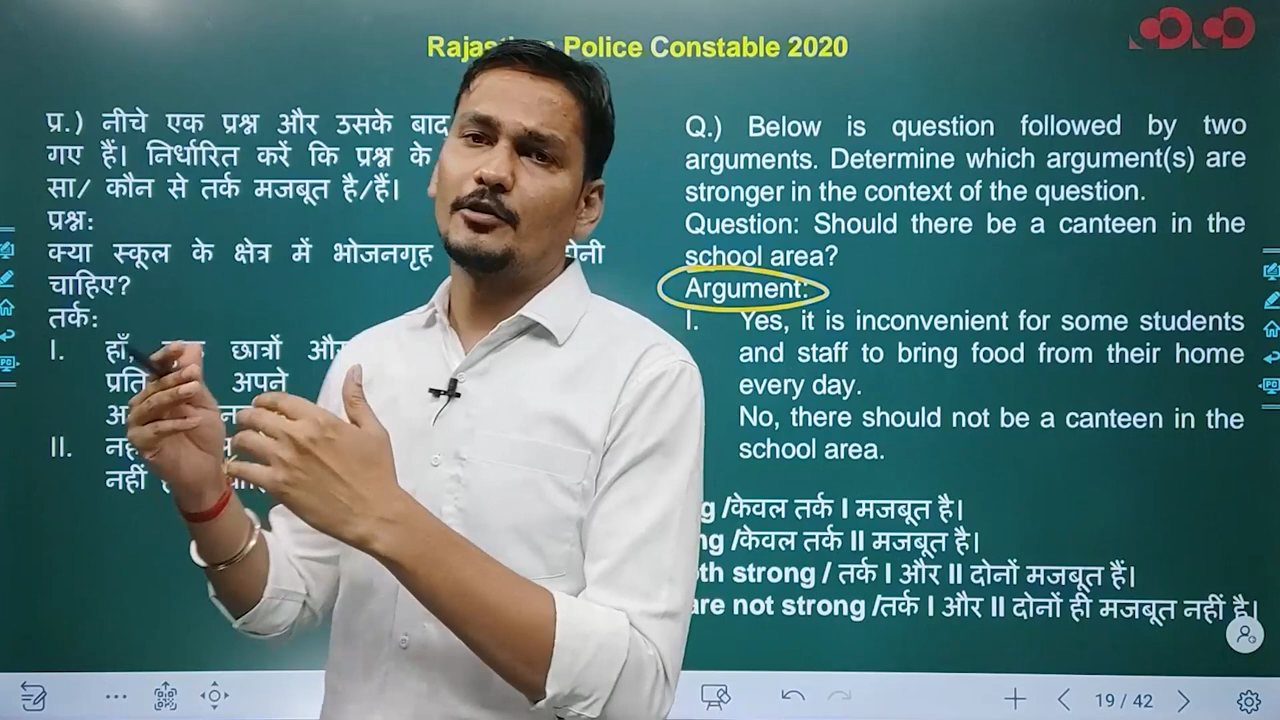 Police Constable 2020
प्र.) नीचे एक प्रश्न और उसके बाद
गए हैं। निर्धारित करें कि प्रश्न के
सा/ कौन से तर्क मजबूत है/हैं।
प्रश्न:
क्या स्कूल के क्षेत्र में भोजनगृह
चाहिए?
तर्क:
I. हाँ, छात्रों
अपने
II.
नहीं
Q.) Below is question followed by two
arguments. Determine which argument(s) are
stronger in the context of the question.
Question: Should there be a canteen in the
school area?
Argument:
I. Yes, it is inconvenient for some students
and staff to bring food from their home
every day.
No, there should not be a canteen in the
school area.
/केवल तर्क I मजबूत है।
/केवल तर्क II मजबूत है।
strong / तर्क I और II दोनों मजबूत हैं।
are not strong /तर्क I और II दोनों ही मजबूत नहीं है।
19 / 42